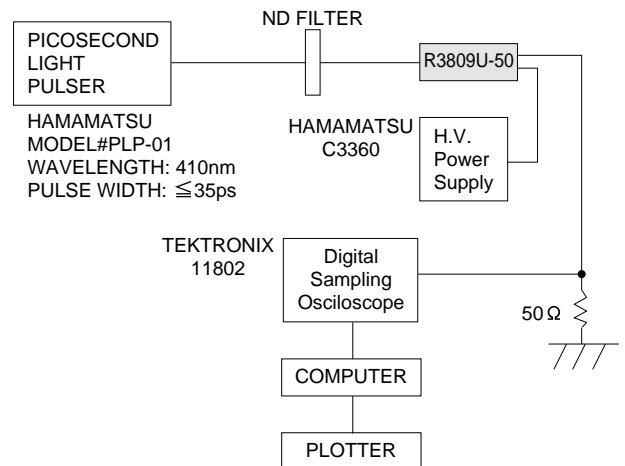 ND FILTER
PICOSECOND
LIGHT
PULSER
R3809U-50
HAMAMATSU
MODEL#PLP-01
WAVELENGTH: 410nm
PULSE WIDTH: ≦35ps
HAMAMATSU
C3360
H.V.
Power
Supply
TEKTRONIX
11802
Digital
Sampling
Osciloscope
50Ω
COMPUTER
PLOTTER